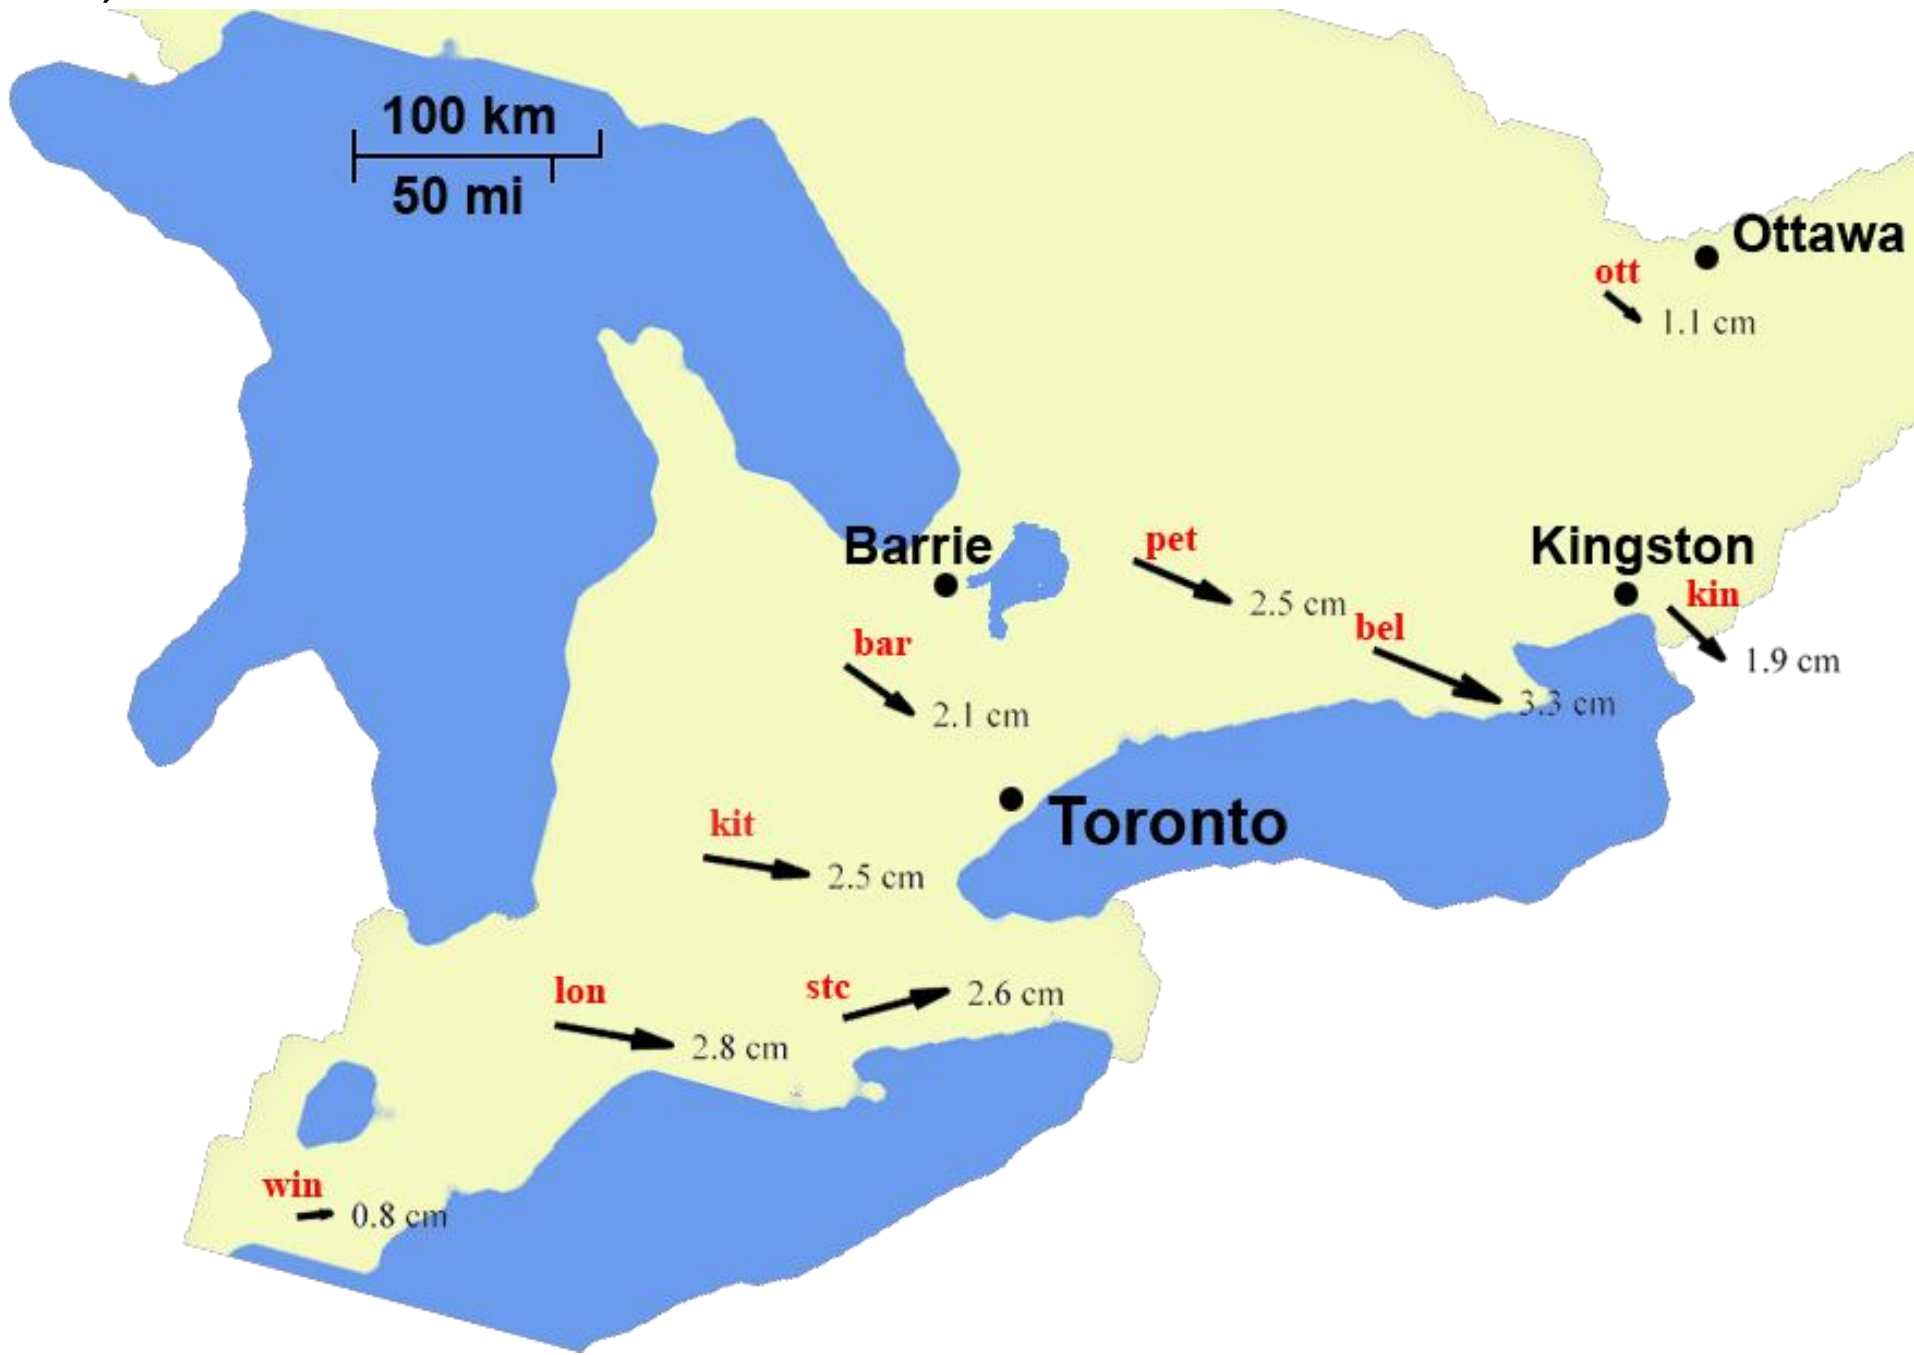 )
100 km
50 mi
Ottawa
ott
1.1 cm
Barrie
pet
2.5 cm
Kingston
kin
1.9 cm
bel
3.3 cm
bar
2.1 cm
Toronto
kit
2.5 cm
lon
2.8 cm
stc
2.6 cm
win
0.8 cm